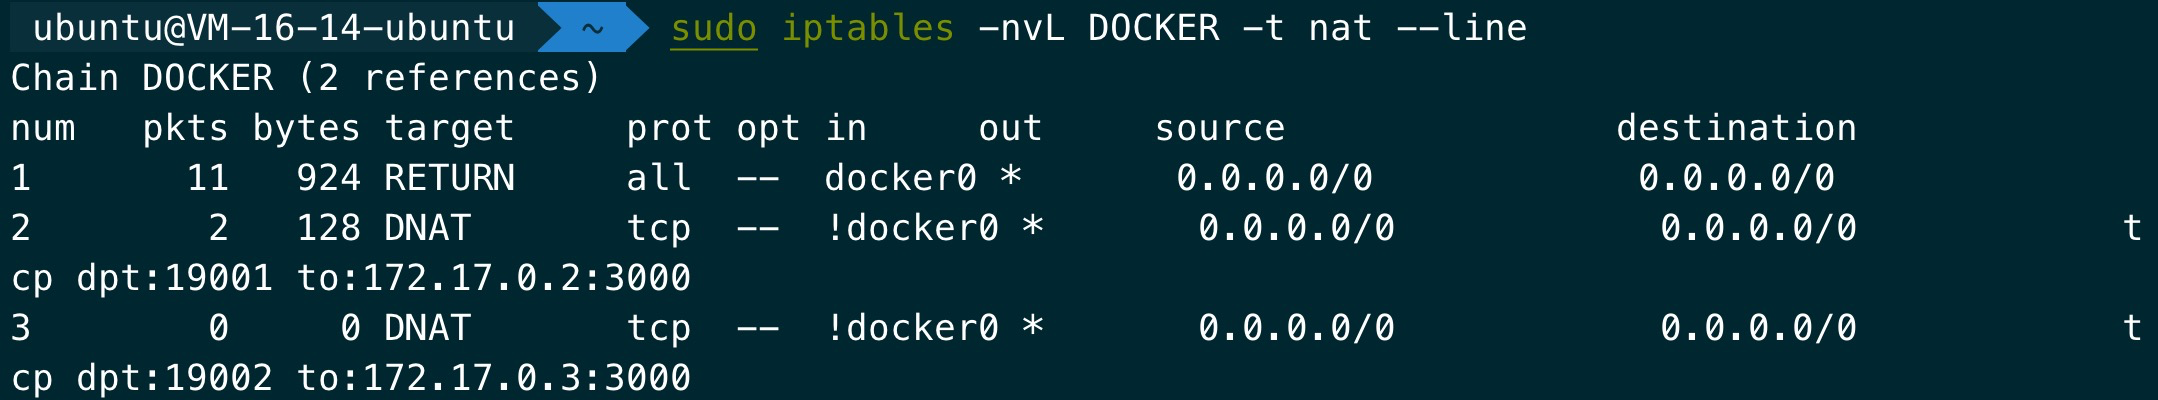 ubuntu@VM-16-14-ubuntu ~ sudo iptables -nvL DOCKER -t nat --line
Chain DOCKER (2 references)
num   pkts bytes target     prot opt in     out     source               destination
1       11   924 RETURN     all  --  docker0 *       0.0.0.0/0            0.0.0.0/0
2        2   128 DNAT       tcp  --  !docker0 *       0.0.0.0/0            0.0.0.0/0            t
cp dpt:19001 to:172.17.0.2:3000
3        0     0 DNAT       tcp  --  !docker0 *       0.0.0.0/0            0.0.0.0/0            t
cp dpt:19002 to:172.17.0.3:3000